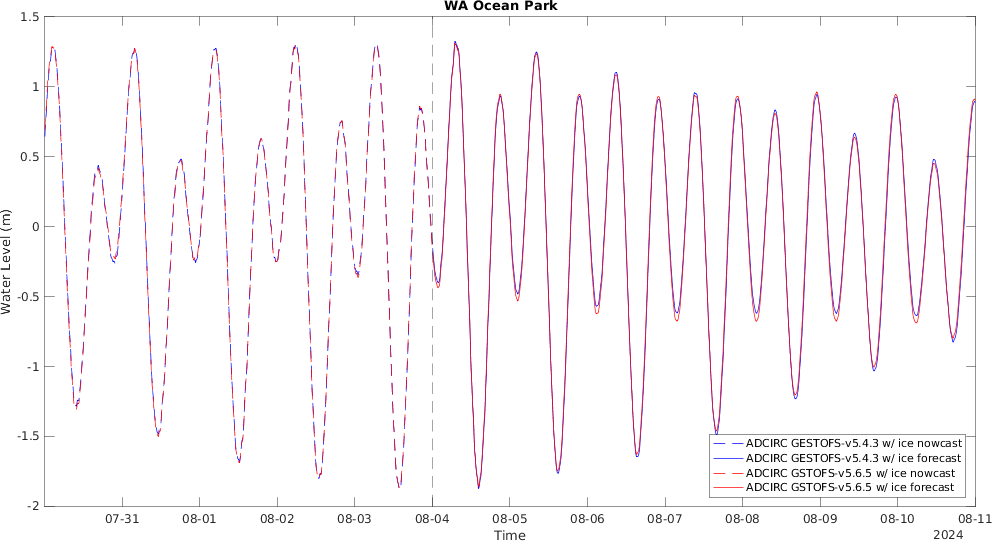 WA Ocean Park
1.5
1
0.5
0
-0.5
-1
-1.5
-2
Water Level (m)
ADCIRC GESTOFS-v5.4.3 w/ ice nowcast
ADCIRC GESTOFS-v5.4.3 w/ ice forecast
ADCIRC GSTOFS-v5.6.5 w/ ice nowcast
ADCIRC GSTOFS-v5.6.5 w/ ice forecast
07-31 08-01 08-02 08-03 08-04 08-05 08-06 08-07 08-08 08-09 08-10 08-11
Time
2024